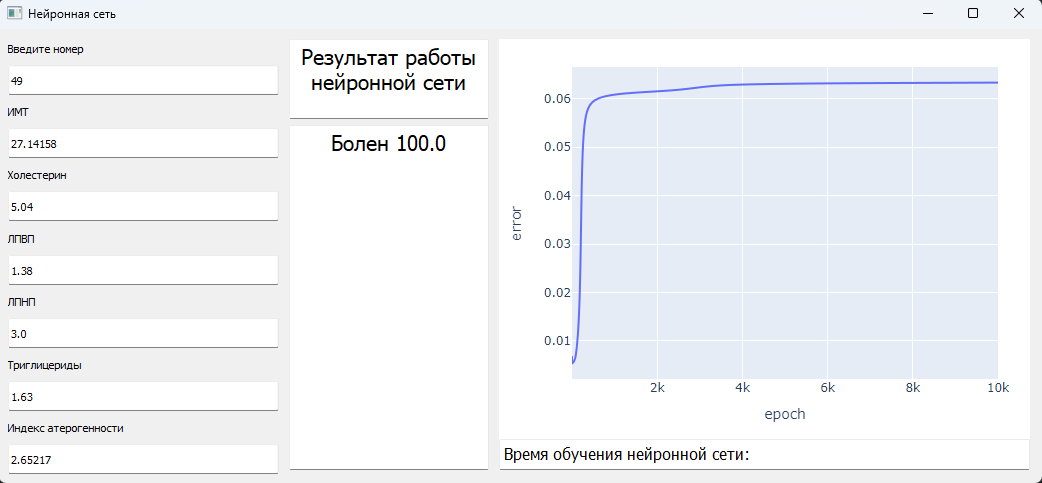 Нейронная сеть
Введите номер
49
ИМТ
27.14158
Холестерин
5.04
ЛПВП
1.38
ЛПНП
3.0
Триглицериды
1.63
Индекс атерогенности
2.65217
Результат работы
нейронной сети
Болен 100.0
error
0.06
0.05
0.04
0.03
0.02
0.01
2k 4k 6k 8k 10k
epoch
Время обучения нейронной сети: